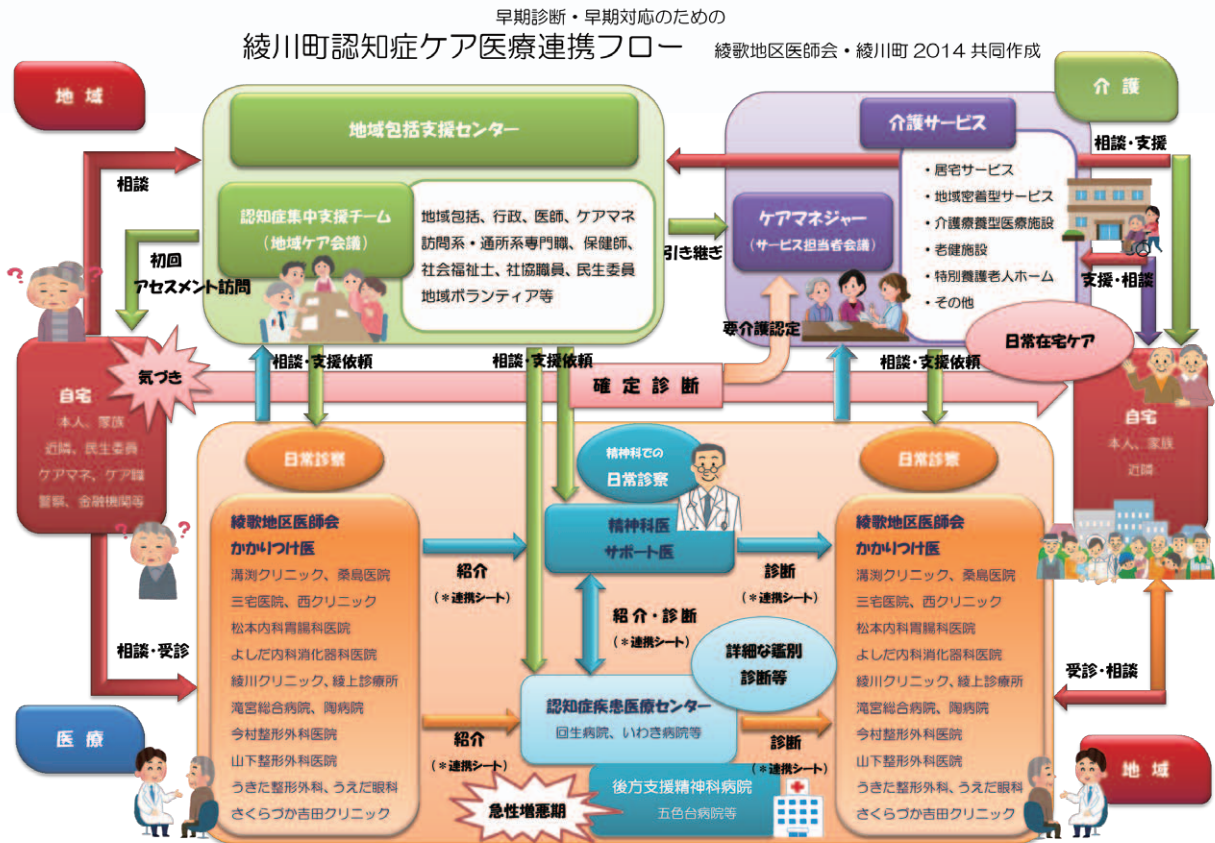 早期診断・早期対応のための
綾川町認知症ケア医療連携フロー
綾歌地区医師会・綾川町 2014 共同作成
地域
介護
地域包括支援センター
介護サービス
相談・支援
・居宅サービス
・地域密着型サービス
・介護療養型医療施設
・老健施設
・特別養護老人ホーム
・その他
相談
認知症集中支援チーム
(地域ケア会議)
地域包括、行政、医師、ケアマネ
訪問系・通所系専門職、保健師、
社会福祉士、社協職員、民生委員
地域ボランティア等
引き継ぎ
ケアマネジャー
(サービス担当者会議)
初回
アセスメント訪問
支援・相談
要介護認定
日常在宅ケア
相談・支援依頼
相談・支援依頼
相談・支援依頼
気づき
確定診断
自宅
本人、家族
近隣、民生委員
ケアマネ、ケア職
警察、金融機関等
自宅
本人、家族
近隣
日常診察
精神科での
日常診察
日常診察
綾歌地区医師会
かかりつけ医
溝渕クリニック、桑島医院
三宅医院、西クリニック
松本内科胃腸科医院
よしだ内科消化器科医院
綾川クリニック、綾上診療所
滝宮総合病院、陶病院
今村整形外科医院
山下整形外科医院
うきた整形外科、うえだ眼科
さくらづか吉田クリニック
精神科医
サポート医
紹介
(*連携シート)
診断
(*連携シート)
紹介・診断
(*連携シート)
詳細な鑑別
診断等
認知症疾患医療センター
回生病院、いわき病院等
紹介
(*連携シート)
診断
(*連携シート)
後方支援精神科病院
五色台病院等
急性増悪期
綾歌地区医師会
かかりつけ医
溝渕クリニック、桑島医院
三宅医院、西クリニック
松本内科胃腸科医院
よしだ内科消化器科医院
綾川クリニック、綾上診療所
滝宮総合病院、陶病院
今村整形外科医院
山下整形外科医院
うきた整形外科、うえだ眼科
さくらづか吉田クリニック
相談・受診
受診・相談
医療
地域